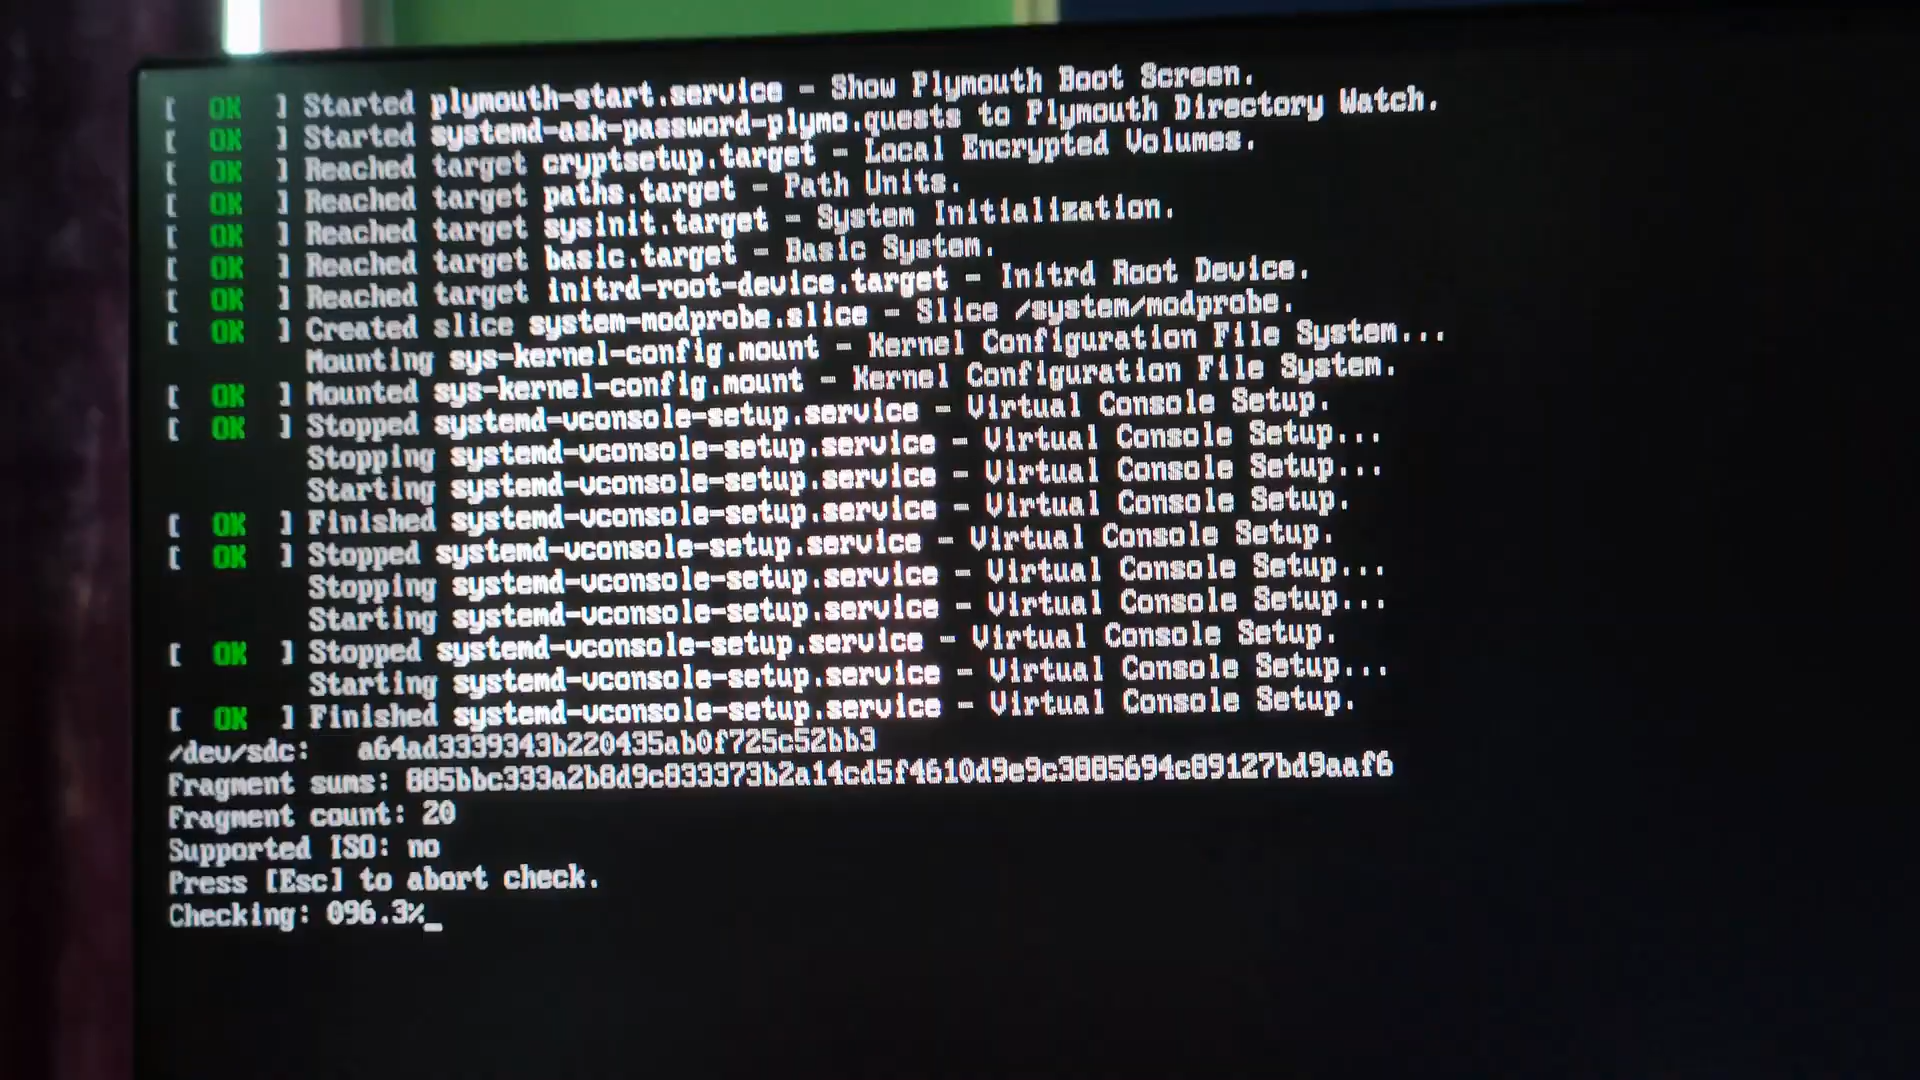 [  OK  ] Started plymouth-start.service - Show Plymouth Boot Screen.
[  OK  ] Started systemd-ask-password-plymo.quests to Plymouth Directory Watch.
[  OK  ] Reached target cryptsetup.target - Local Encrypted Volumes.
[  OK  ] Reached target paths.target - Path Units.
[  OK  ] Reached target sysinit.target - System Initialization.
[  OK  ] Reached target basic.target - Basic System.
[  OK  ] Reached target initrd-root-device.target - Initrd Root Device.
[  OK  ] Created slice system-modprobe.slice - Slice /system/modprobe.
Mounting sys-kernel-config.mount - Kernel Configuration File System...
[  OK  ] Mounted sys-kernel-config.mount - Kernel Configuration File System.
[  OK  ] Stopped systemd-vconsole-setup.service - Virtual Console Setup.
Stopping systemd-vconsole-setup.service - Virtual Console Setup...
Starting systemd-vconsole-setup.service - Virtual Console Setup...
[  OK  ] Finished systemd-vconsole-setup.service - Virtual Console Setup.
[  OK  ] Stopped systemd-vconsole-setup.service - Virtual Console Setup.
Stopping systemd-vconsole-setup.service - Virtual Console Setup...
Starting systemd-vconsole-setup.service - Virtual Console Setup...
[  OK  ] Stopped systemd-vconsole-setup.service - Virtual Console Setup.
Starting systemd-vconsole-setup.service - Virtual Console Setup...
[  OK  ] Finished systemd-vconsole-setup.service - Virtual Console Setup.
/dev/sdc:   a64ad3339343b220435ab0f725c52bb3
Fragment sums: 885bbc333a2b8d9c833373b2a14cd5f4610d9e9c3885694c89127bd9aaf6
Fragment count: 20
Supported ISO: no
Press [Esc] to abort check.
Checking: 096.3%_